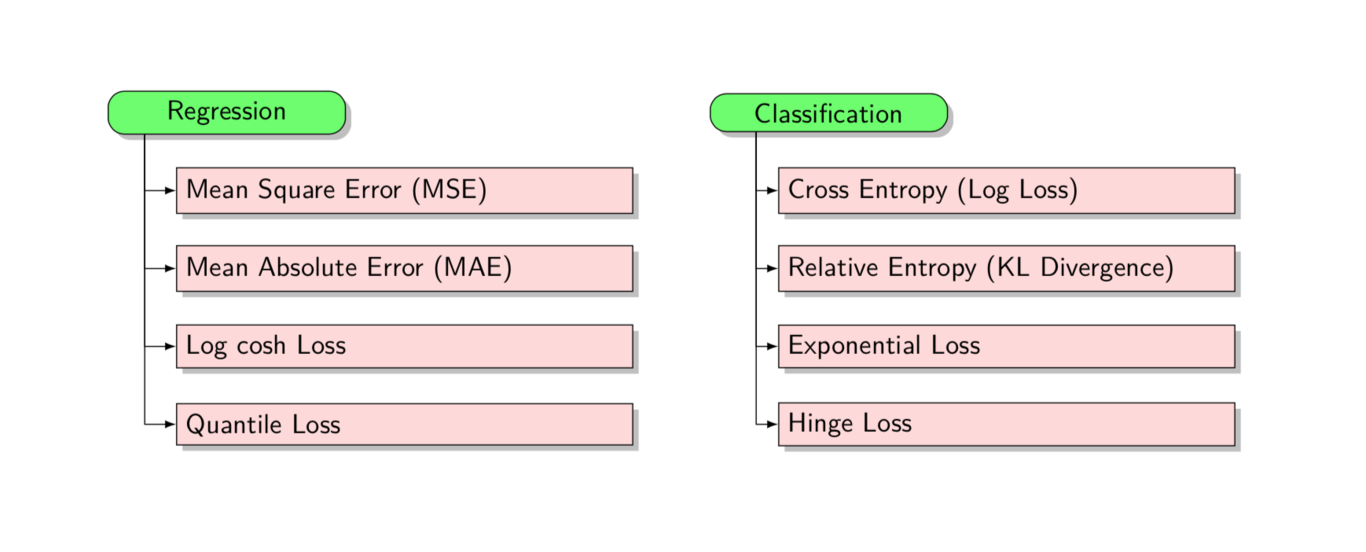 Regression
Mean Square Error (MSE)
Mean Absolute Error (MAE)
Log cosh Loss
Quantile Loss
Classification
Cross Entropy (Log Loss)
Relative Entropy (KL Divergence)
Exponential Loss
Hinge Loss